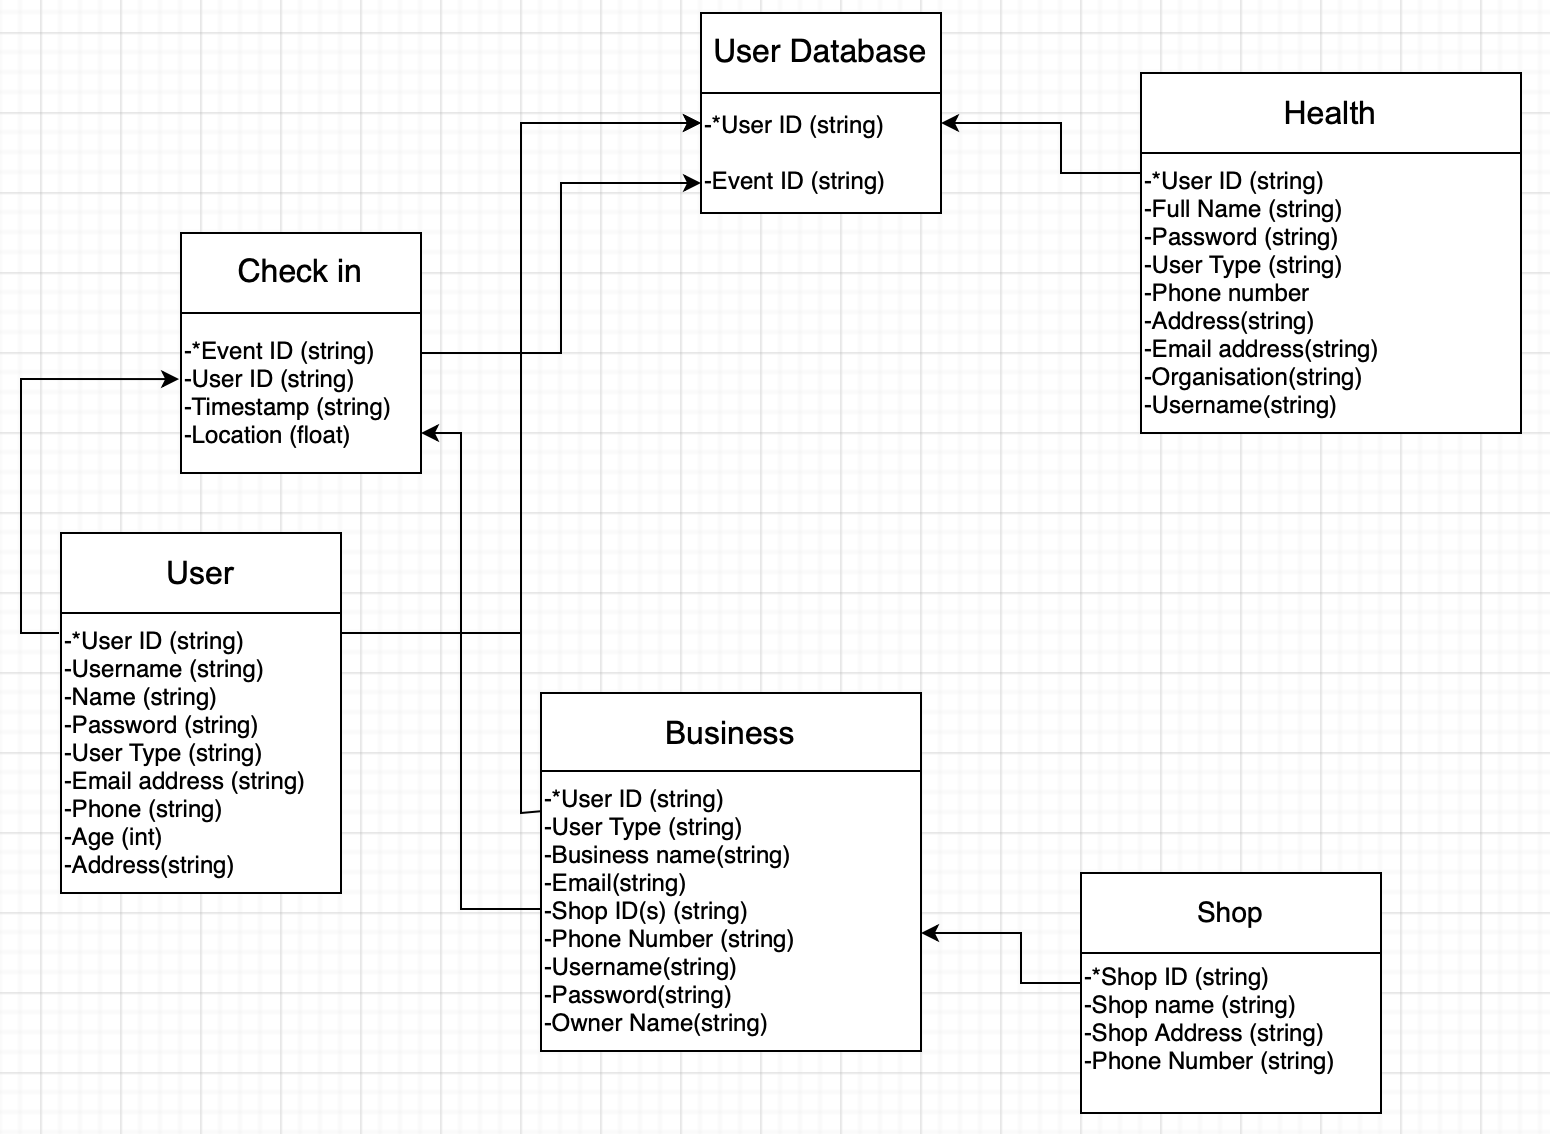 User Database
-*User ID (string)
-Event ID (string)
Health
-*User ID (string)
-Full Name (string)
-Password (string)
-User Type (string)
-Phone number
-Address(string)
-Email address(string)
-Organisation(string)
-Username(string)
Check in
-*Event ID (string)
-User ID (string)
-Timestamp (string)
-Location (float)
User
-*User ID (string)
-Username (string)
-Name (string)
-Password (string)
-User Type (string)
-Email address (string)
-Phone (string)
-Age (int)
-Address(string)
Business
-*User ID (string)
-User Type (string)
-Business name(string)
-Email(string)
-Shop ID(s) (string)
-Phone Number (string)
-Username(string)
-Password(string)
-Owner Name(string)
Shop
-*Shop ID (string)
-Shop name (string)
-Shop Address (string)
-Phone Number (string)